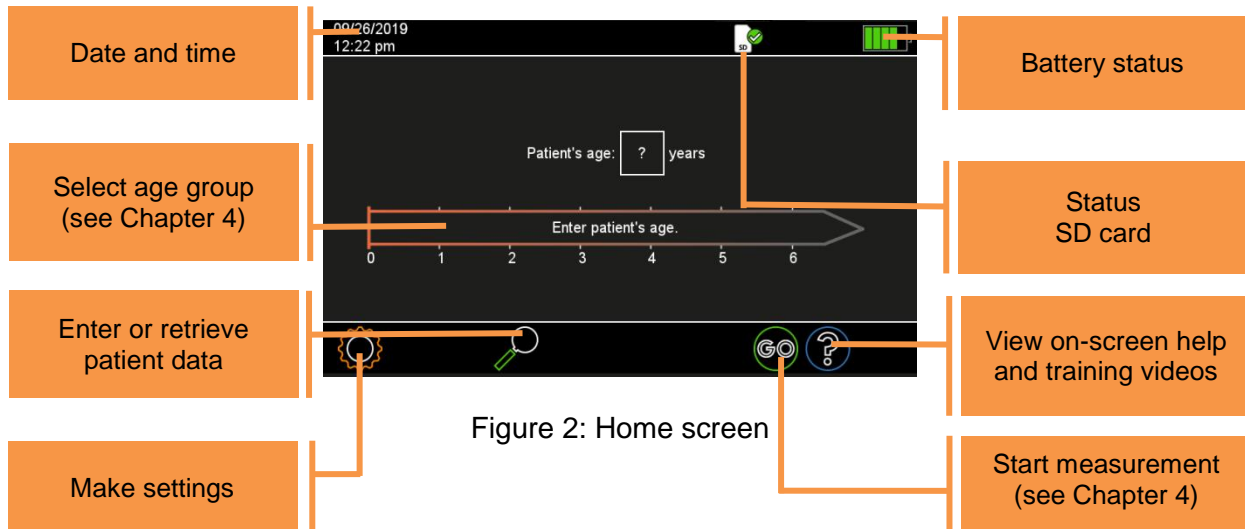 Date and time
09/26/2019
12:22 pm
SD
Battery status
Patient's age: ? years
Select age group
(see Chapter 4)
Enter patient's age.
0 1 2 3 4 5 6
Status
SD card
Enter or retrieve
patient data
GO ?
View on-screen help
and training videos
Figure 2: Home screen
Make settings
Start measurement
(see Chapter 4)